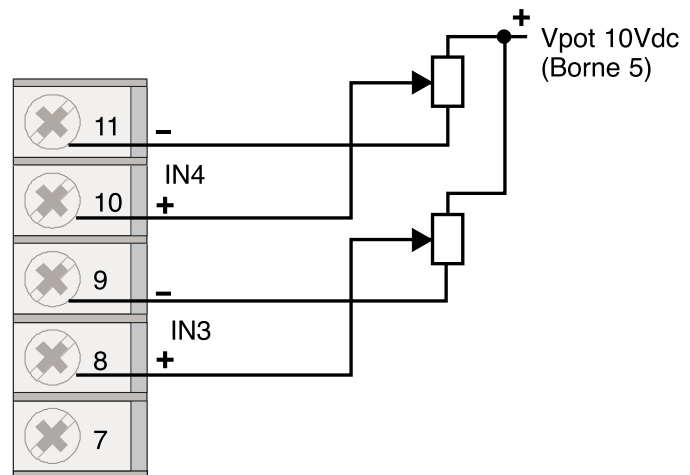 +
Vpot 10Vdc
(Borne 5)
11 −
IN4
10 +
9 −
IN3
8 +
7